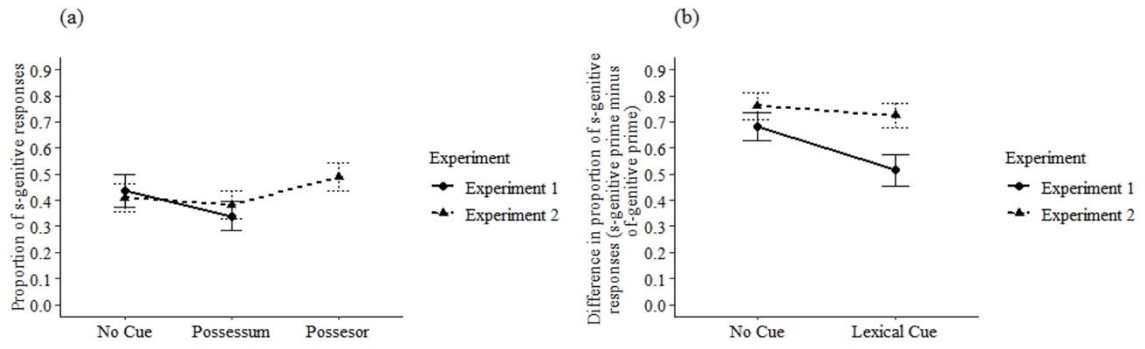 (a)
Proportion of s-genitive responses
0.9
0.8
0.7
0.6
0.5
0.4
0.3
0.2
0.1
0.0
No Cue Possessum Possesor
Experiment
Experiment 1
Experiment 2
(b)
Difference in proportion of s-genitive
responses (s-genitive prime minus
of-genitive prime)
0.9
0.8
0.7
0.6
0.5
0.4
0.3
0.2
0.1
0.0
No Cue Lexical Cue
Experiment
Experiment 1
Experiment 2